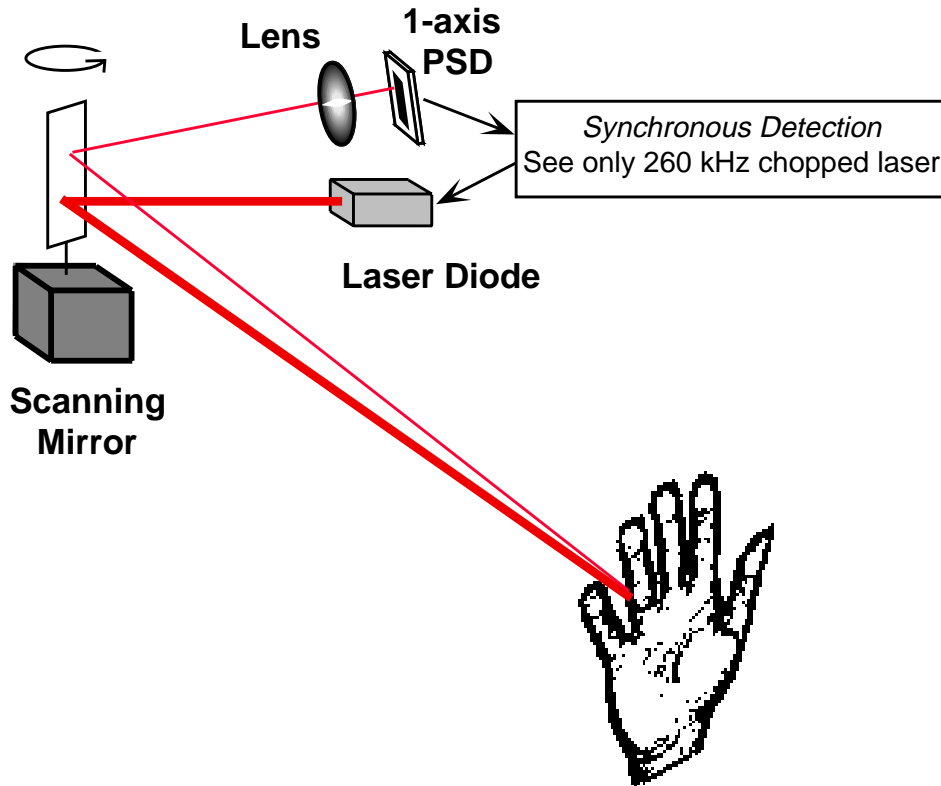 Lens
1-axis
PSD
Synchronous Detection
See only 260 kHz chopped laser
Laser Diode
Scanning
Mirror